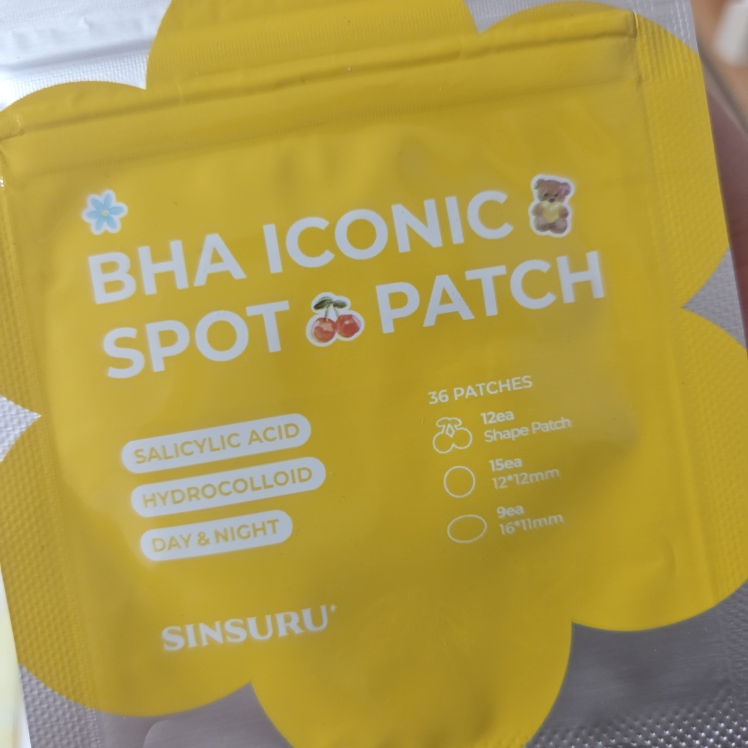 BHA ICONIC
SPOT PATCH
SALICYLIC ACID
HYDROCOLLOID
DAY & NIGHT
36 PATCHES
12ea
Shape Patch
15ea
12*12mm
9ea
16*11mm
SINSURU'